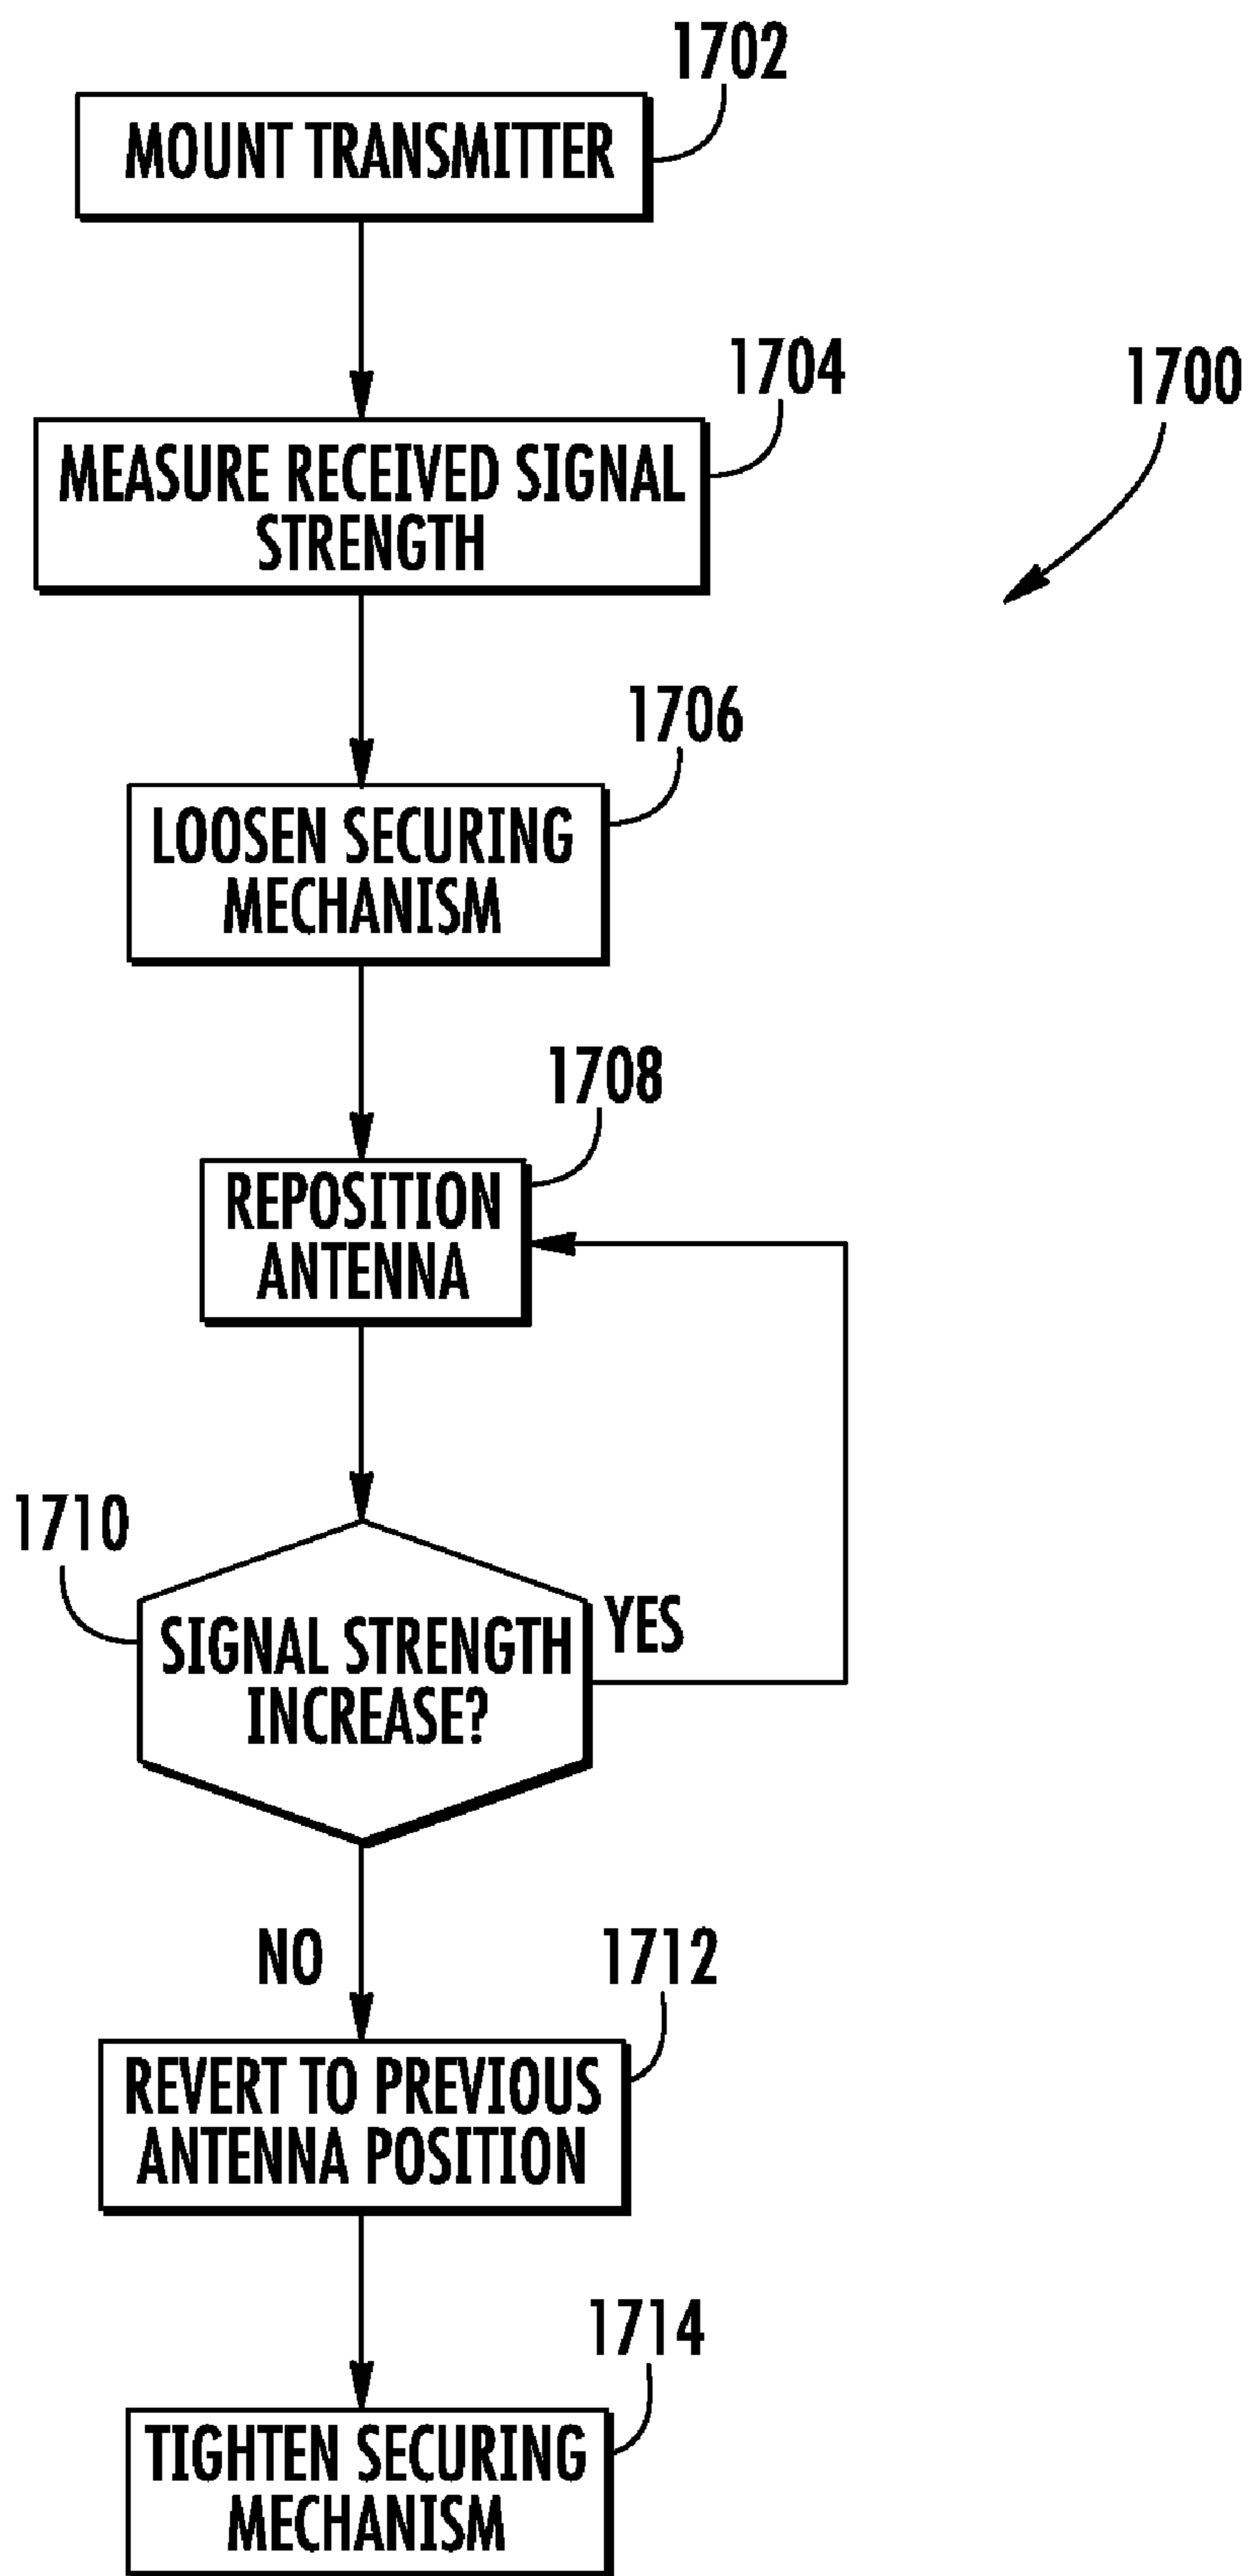 1702
MOUNT TRANSMITTER
1704
1700
MEASURE RECEIVED SIGNAL
STRENGTH
1706
LOOSEN SECURING
MECHANISM
1708
REPOSITION
ANTENNA
1710
SIGNAL STRENGTH
INCREASE?
YES
NO
1712
REVERT TO PREVIOUS
ANTENNA POSITION
1714
TIGHTEN SECURING
MECHANISM